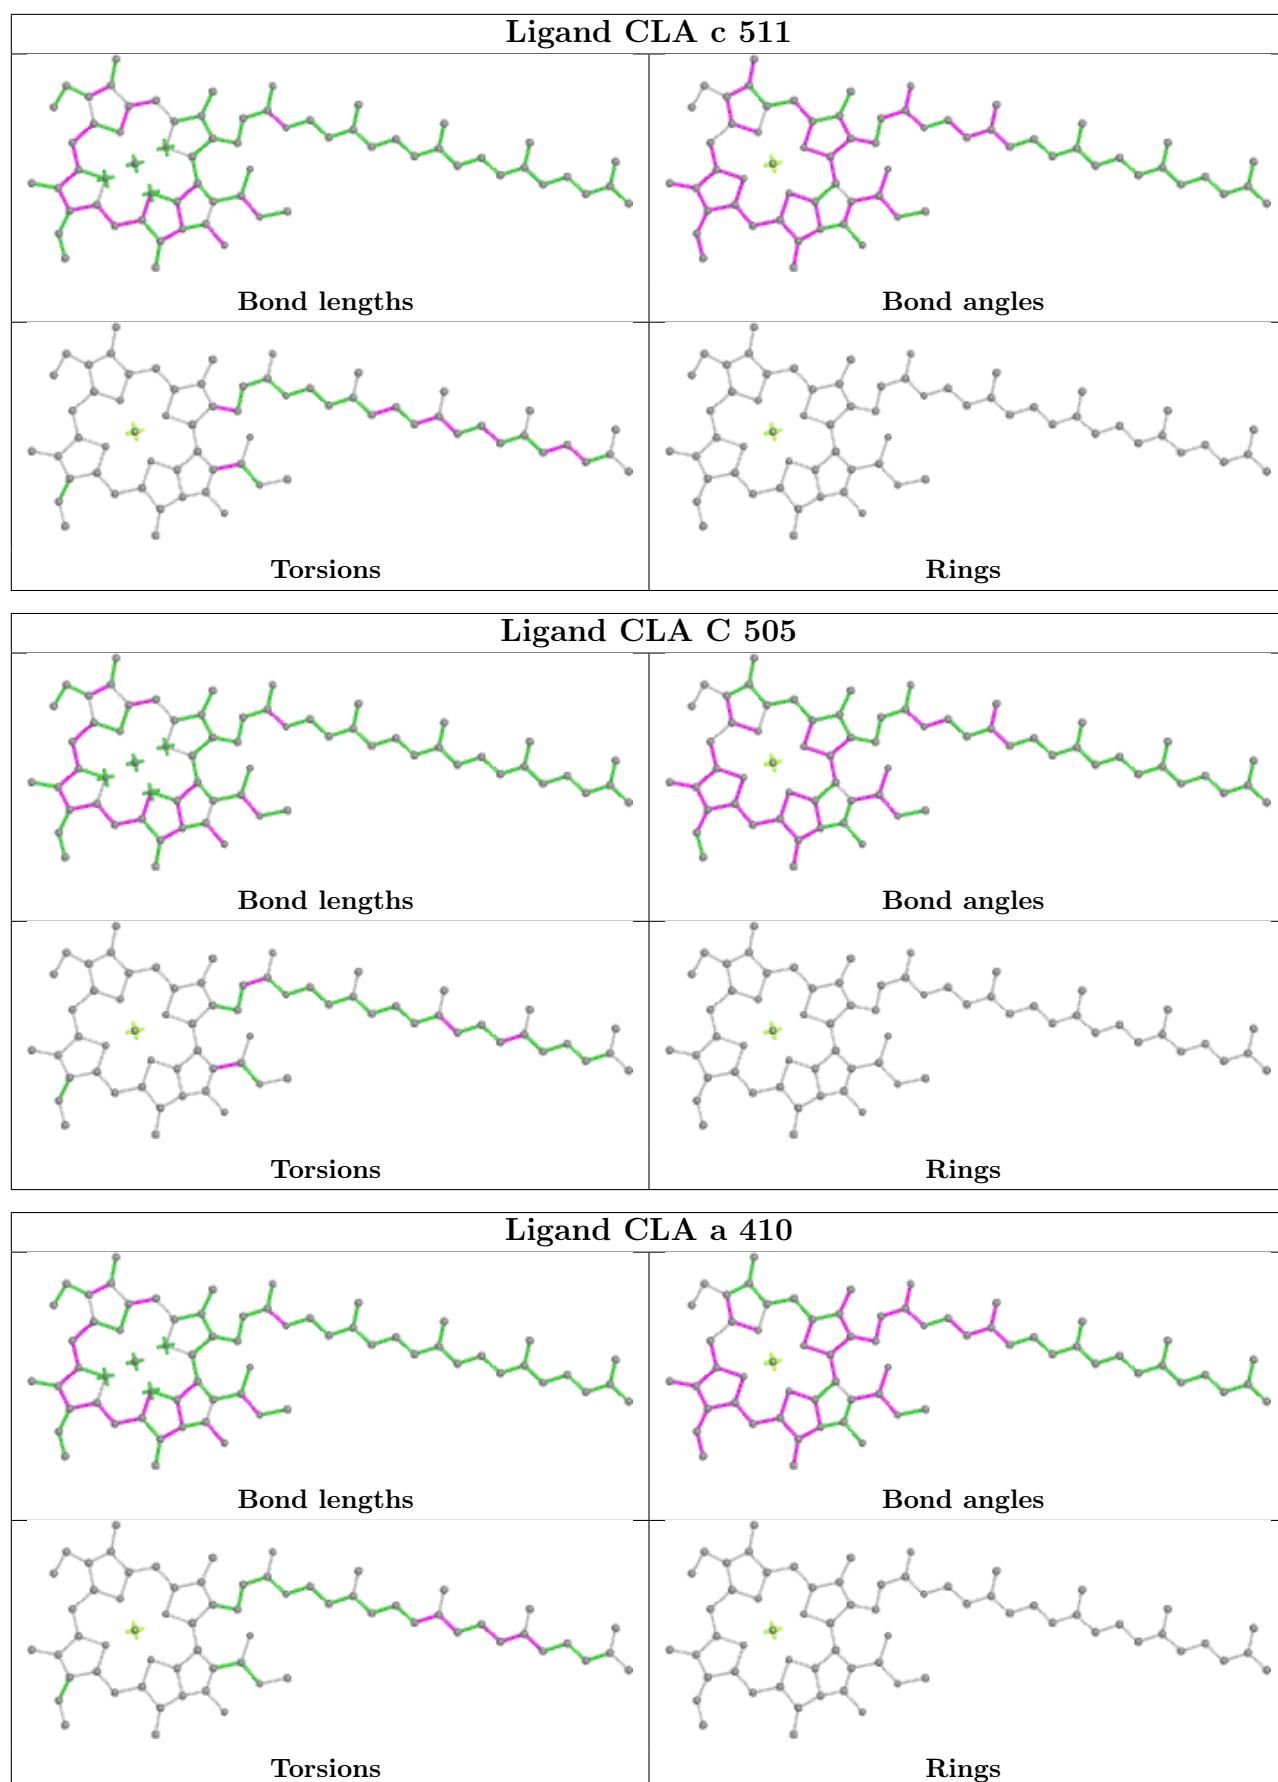 Ligand CLA c 511
Bond lengths
Bond angles
Torsions
Rings
Ligand CLA C 505
Bond lengths
Bond angles
Torsions
Rings
Ligand CLA a 410
Bond lengths
Bond angles
Torsions
Rings